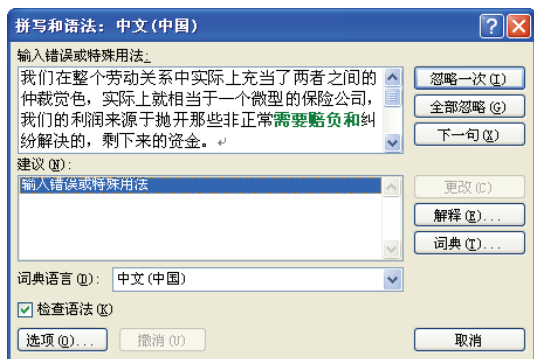 拼写和语法: 中文(中国)
输入错误或特殊用法:
我们在整个劳动关系中实际上充当了两者之间的
仲裁觉色，实际上就相当于一个微型的保险公司，
我们的利润来源于抛开那些非正常需要赔负和纠
纷解决的，剩下来的资金。↵
忽略一次(I)
全部忽略(G)
下一句(X)
建议(N):
输入错误或特殊用法
更改(C)
解释(E)...
词典(T)...
词典语言(D): 中文(中国)
检查语法(K)
选项(O)... 撤消(U) 取消